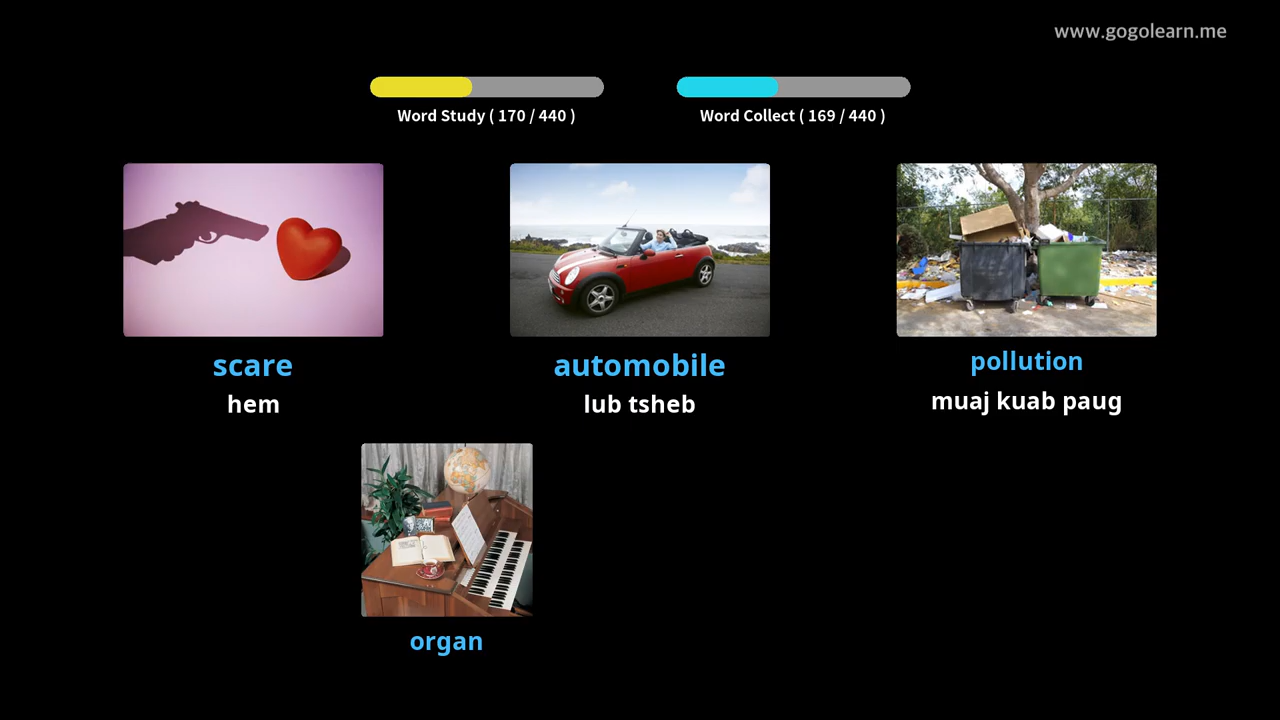 www.gogolearn.me
Word Study ( 170 / 440 )
Word Collect ( 169 / 440 )
scare
hem
automobile
lub tsheb
pollution
muaj kuab paug
organ